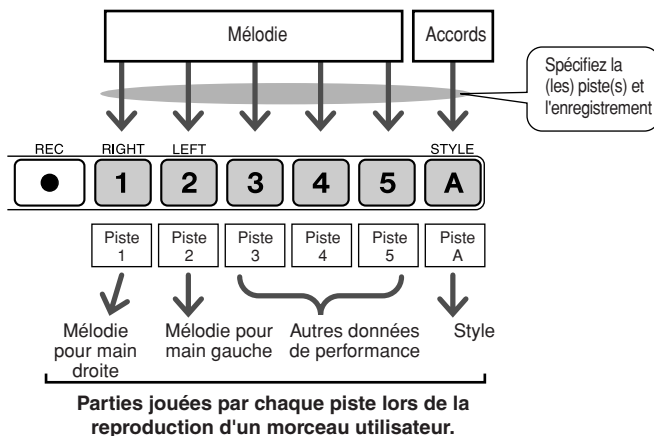 Mélodie
Accords
Spécifiez la
(les) piste(s) et
l'enregistrement
REC
RIGHT
LEFT
STYLE
1
2
3
4
5
A
Piste
1
Piste
2
Piste
3
Piste
4
Piste
5
Piste
A
Mélodie
pour main
droite
Mélodie pour
main gauche
Autres données
de performance
Style
Parties jouées par chaque piste lors de la
reproduction d'un morceau utilisateur.